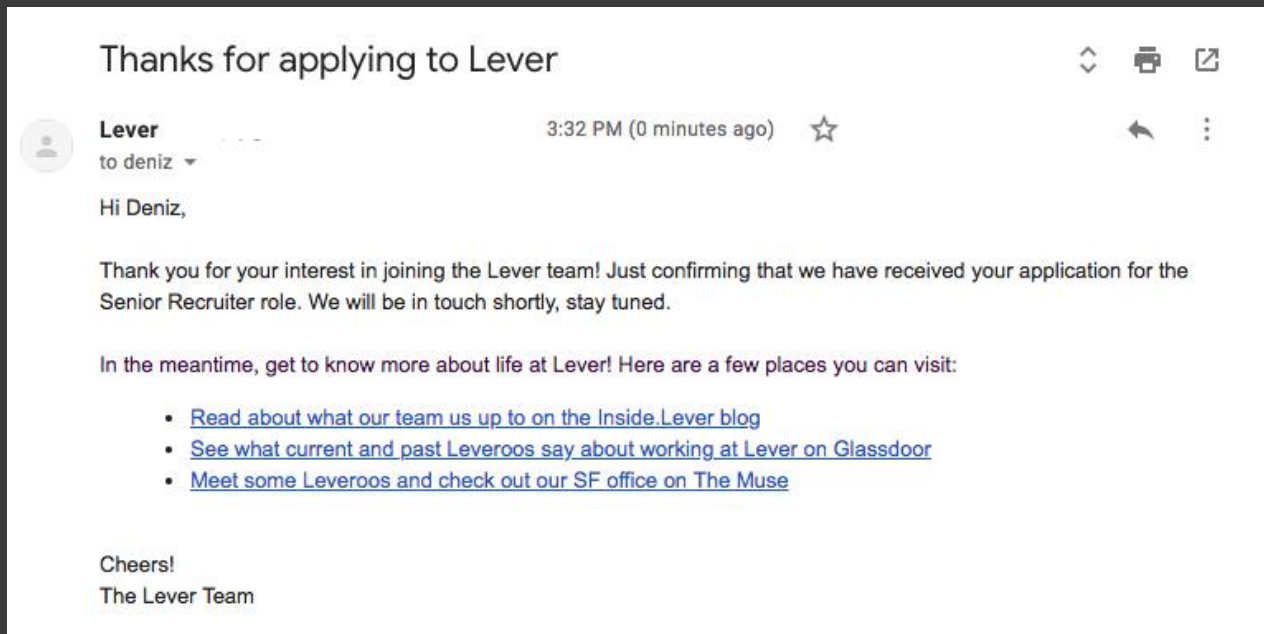 Thanks for applying to Lever
Lever
3:32 PM (0 minutes ago)
to deniz
Hi Deniz,
Thank you for your interest in joining the Lever team! Just confirming that we have received your application for the
Senior Recruiter role. We will be in touch shortly, stay tuned.
In the meantime, get to know more about life at Lever! Here are a few places you can visit:
• Read about what our team us up to on the Inside.Lever blog
• See what current and past Leveroos say about working at Lever on Glassdoor
• Meet some Leveroos and check out our SF office on The Muse
Cheers!
The Lever Team